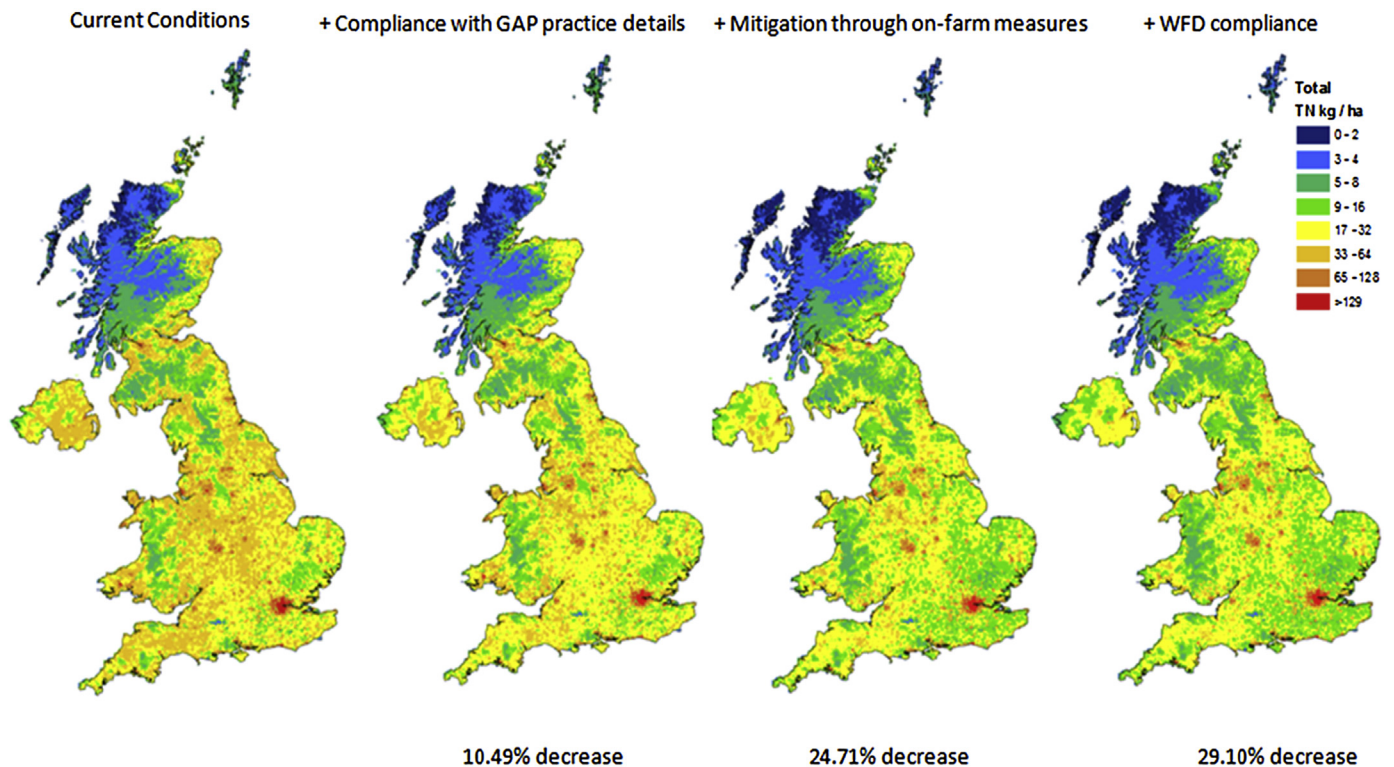 Current Conditions
+ Compliance with GAP practice details
+ Mitigation through on-farm measures
+ WFD compliance
Total
TN kg / ha
0 - 2
3 - 4
5 - 8
9 - 16
17 -32
33 -64
65 -128
>129
10.49% decrease
24.71% decrease
29.10% decrease